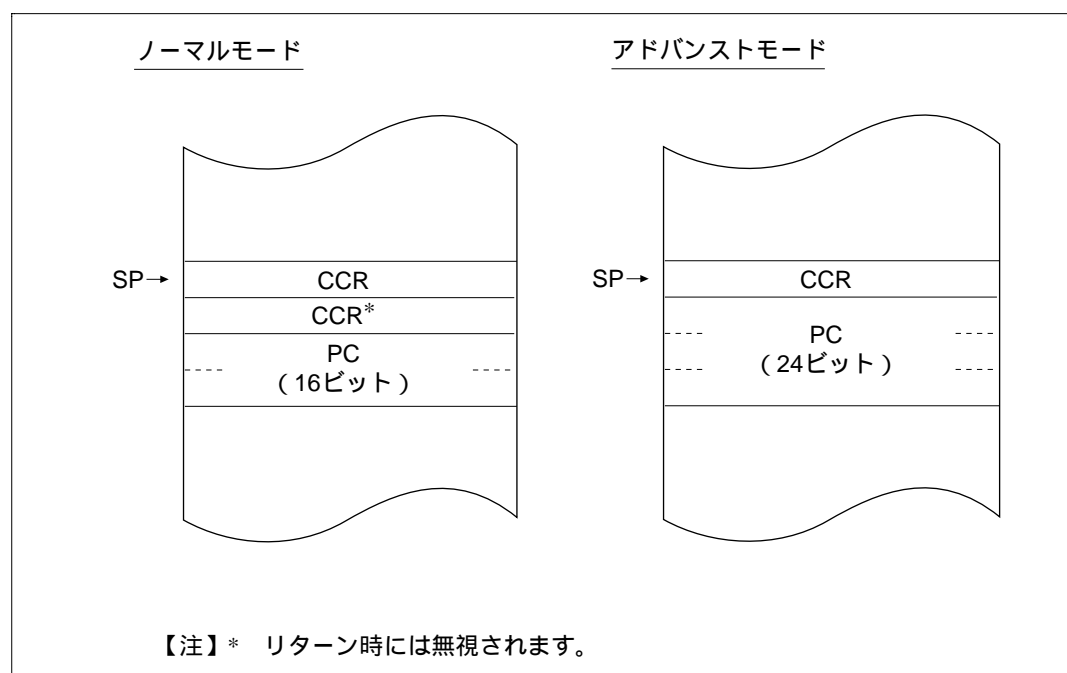 ノーマルモード
アドバンストモード
SP→ CCR
CCR*
PC
(16ビット)
SP→ CCR
PC
(24ビット)
【注】* リターン時には無視されます。